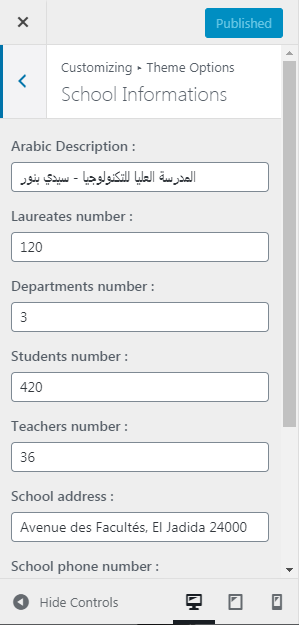 Published
Customizing ▸ Theme Options
School Informations
Arabic Description :
المدرسة العليا للتكنولوجيا - سيدي بنور
Laureates number :
120
Departments number :
3
Students number :
420
Teachers number :
36
School address :
Avenue des Facultés, El Jadida 24000
School phone number :
Hide Controls